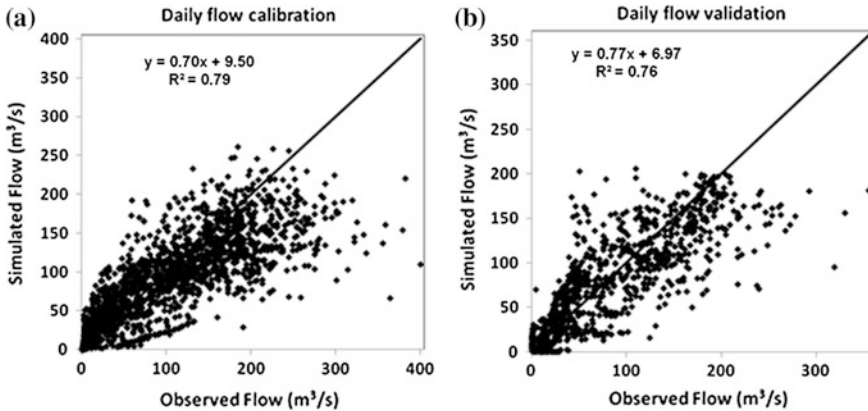 (a)
Daily flow calibration
y = 0.70x + 9.50
R² = 0.79
400
350
300
250
200
150
100
50
0
Simulated Flow (m³/s)
0 100 200 300 400
Observed Flow (m³/s)
(b)
Daily flow validation
y = 0.77x + 6.97
R² = 0.76
350
300
250
200
150
100
50
0
Simulated Flow (m³/s)
0 100 200 300
Observed Flow (m³/s)